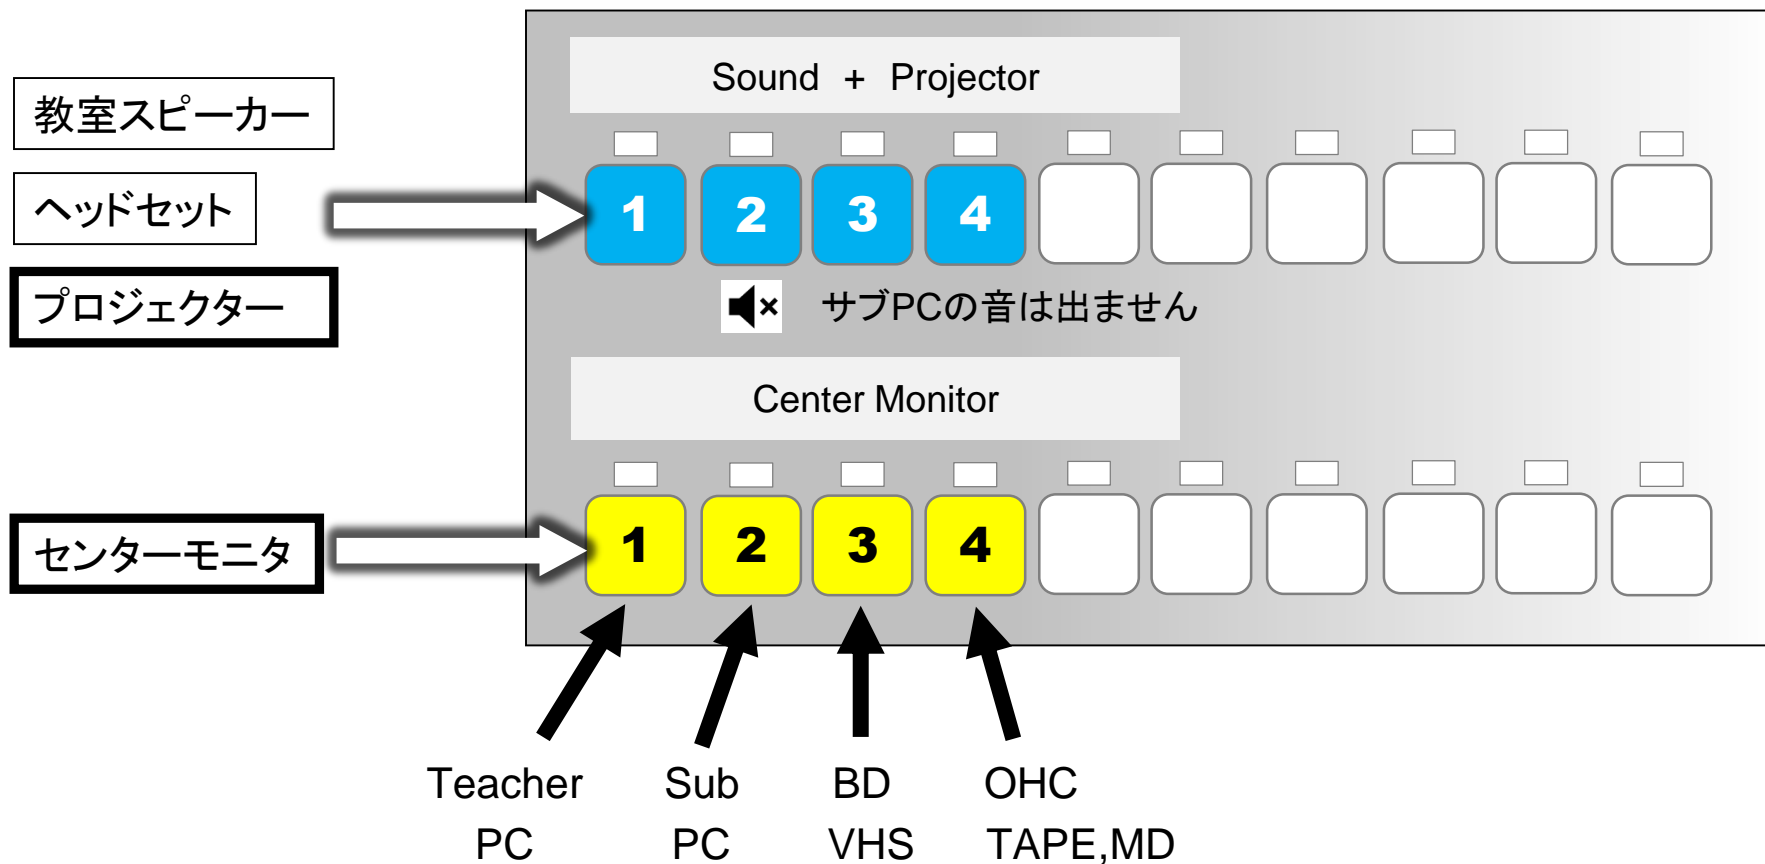 Sound + Projector
教室スピーカー
ヘッドセット
1 2 3 4
プロジェクター
サブPCの音は出ません
Center Monitor
センターモニタ
1 2 3 4
Teacher Sub BD OHC
PC PC VHS TAPE,MD